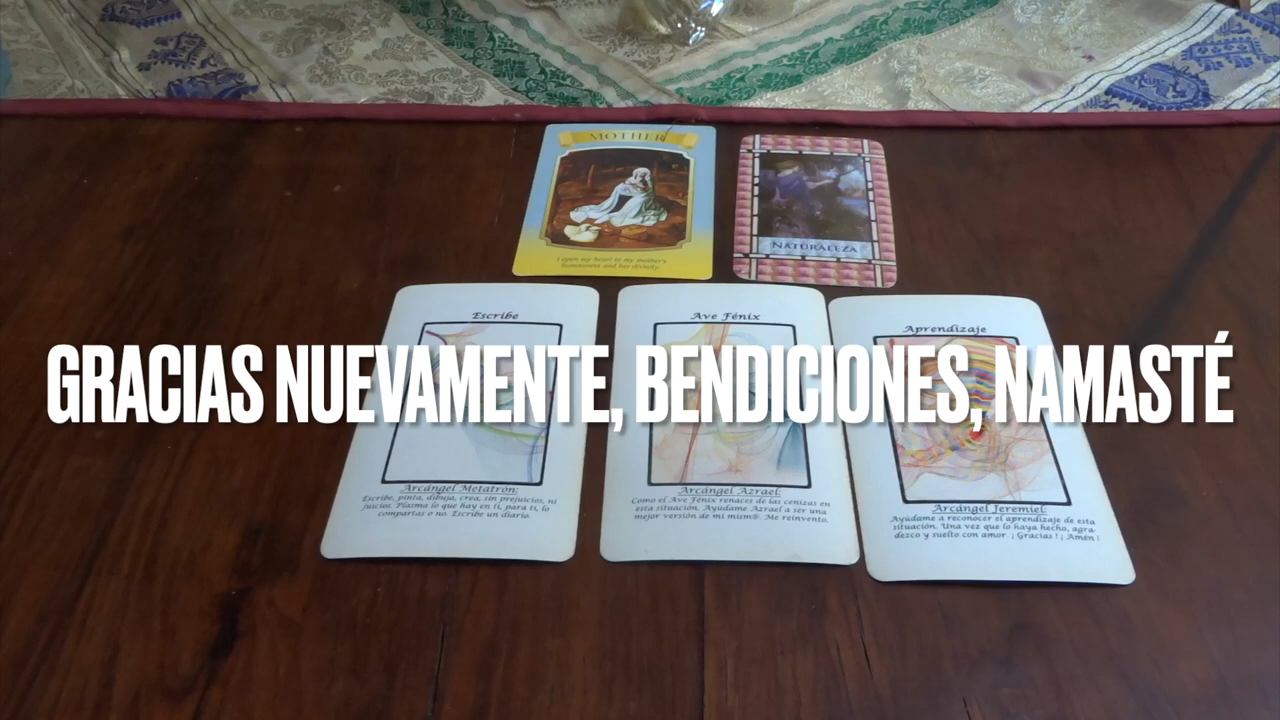 MOTHER
I open my heart to my mother's
humanness and her divinity.
NATURALEZA
Escribe
Ave Fénix
Aprendizaje
GRACIAS NUEVAMENTE, BENDICIONES, NAMASTÉ
Arcángel Metatrón:
Escribe, pinta, dibuja, crea, sin prejuicios, ni
juicios. Plasma lo que hay en tí, para tí, lo
compartas o no. Escribe un diario.
Arcángel Azrael:
Como el Ave Fénix renaces de las cenizas en
esta situación. Ayúdame Azrael a ser una
mejor versión de mi mism@. Me reinvento.
Arcángel Jeremiel:
Ayúdame a reconocer el aprendizaje de esta
situación. Una vez que lo haya hecho, agra-
dezco y suelto con amor. ¡ Gracias ! ¡ Amén !